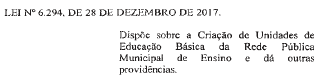 LEI Nº 6.294, DE 28 DE DEZEMBRO DE 2017.
Dispõe sobre a Criação de Unidades de
Educação Básica da Rede Pública
Municipal de Ensino e dá outras
providências.